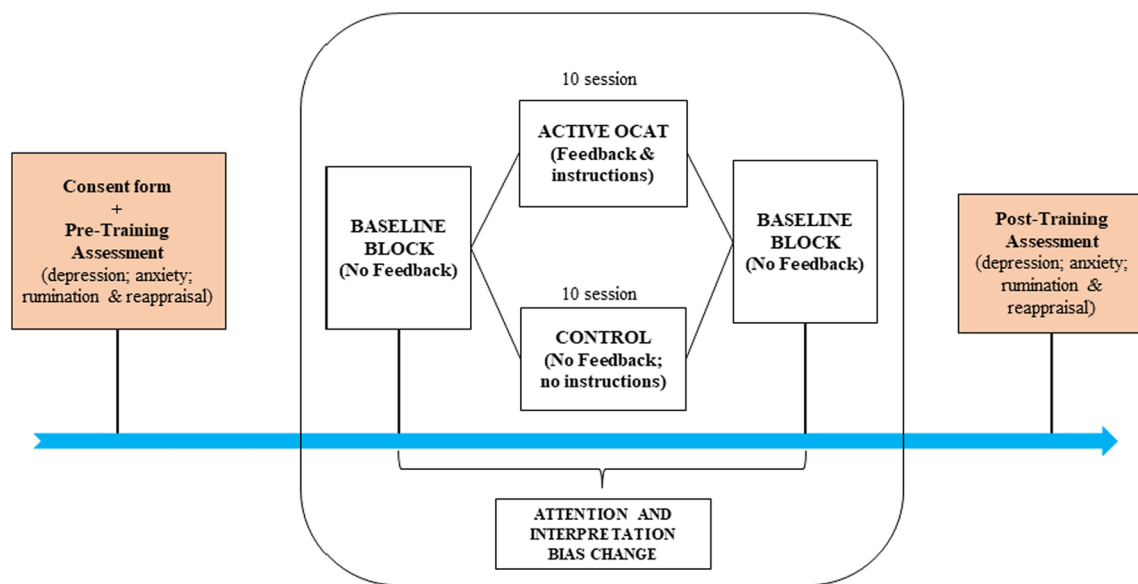 Consent form
+
Pre-Training
Assessment
(depression; anxiety;
rumination & reappraisal)
BASELINE
BLOCK
(No Feedback)
10 session
ACTIVE OCAT
(Feedback &
instructions)
10 session
CONTROL
(No Feedback;
no instructions)
BASELINE
BLOCK
(No Feedback)
Post-Training
Assessment
(depression; anxiety;
rumination &
reappraisal)
ATTENTION AND
INTERPRETATION
BIAS CHANGE